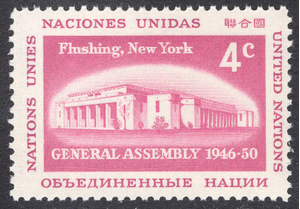 NACIONES UNIDAS 聯合國
NATIONS UNIES
Flushing, New York
4c
UNITED NATIONS
GENERAL ASSEMBLY 1946-50
ОБЪЕДИНЕННЫЕ НАЦИИ